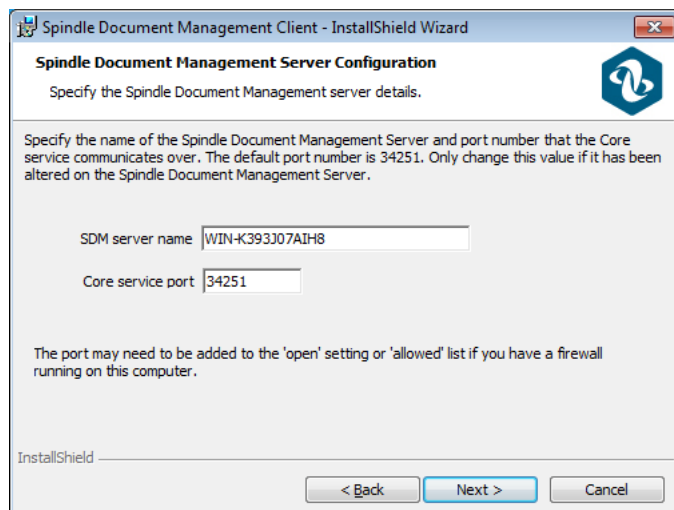 Spindle Document Management Client - InstallShield Wizard
Spindle Document Management Server Configuration
Specify the Spindle Document Management server details.
Specify the name of the Spindle Document Management Server and port number that the Core
service communicates over. The default port number is 34251. Only change this value if it has been
altered on the Spindle Document Management Server.
SDM server name WIN-K393J07AIH8
Core service port 34251
The port may need to be added to the 'open' setting or 'allowed' list if you have a firewall
running on this computer.
InstallShield
< Back Next > Cancel